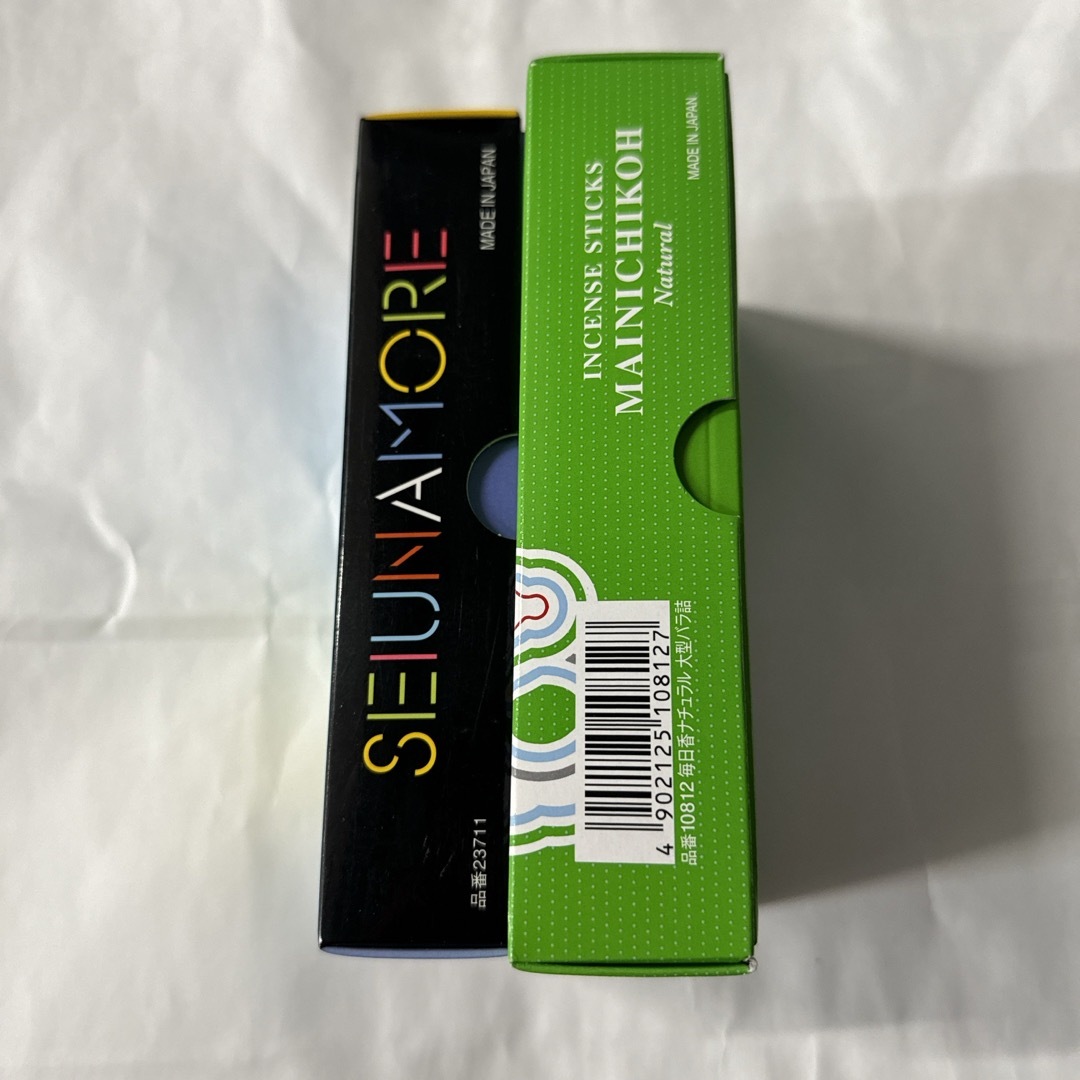 SEIUNAMORE
MADE IN JAPAN
品番23711
INCENSE STICKS
MAINICHIKOH
Natural
MADE IN JAPAN
4 902125 108127
品番10812 毎日香ナチュラル 大型バラ詰